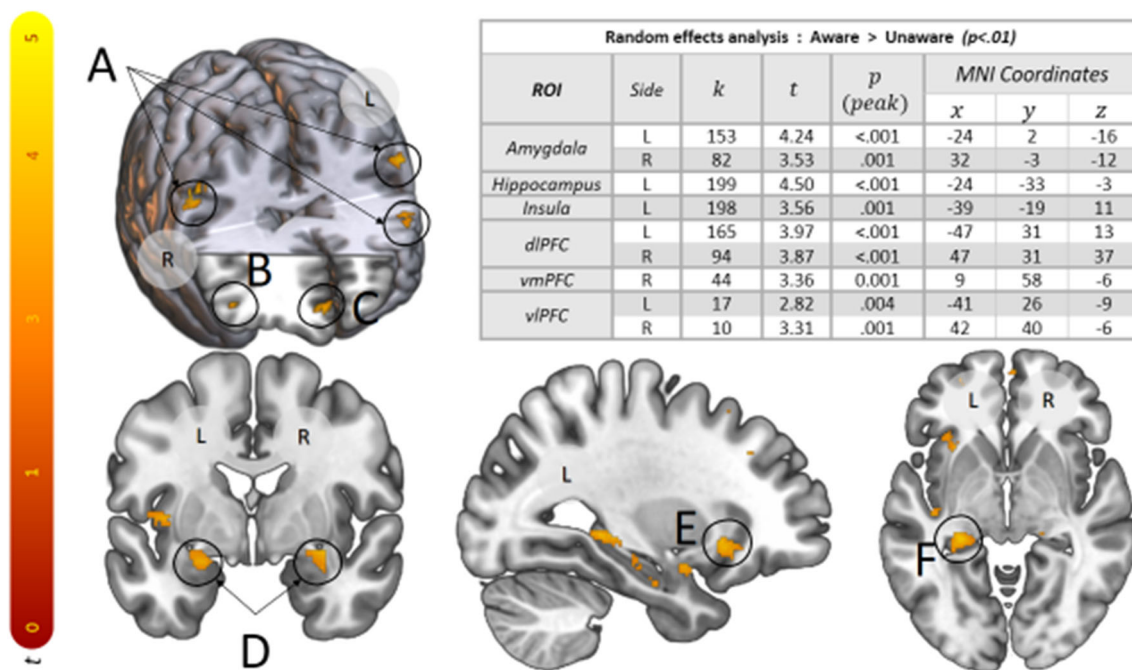 5
4
3
1
0
t
A
L
R
B
C
Random effects analysis : Aware > Unaware (p<.01)
ROI Side k t p (peak) MNI Coordinates
x y z
Amygdala L 153 4.24 <.001 -24 2 -16
R 82 3.53 .001 32 -3 -12
Hippocampus L 199 4.50 <.001 -24 -33 -3
Insula L 198 3.56 .001 -39 -19 11
dlPFC L 165 3.97 <.001 -47 31 13
R 94 3.87 <.001 47 31 37
vmPFC R 44 3.36 0.001 9 58 -6
vlPFC L 17 2.82 .004 -41 26 -9
R 10 3.31 .001 42 40 -6
L R
D
L
E
L R
F